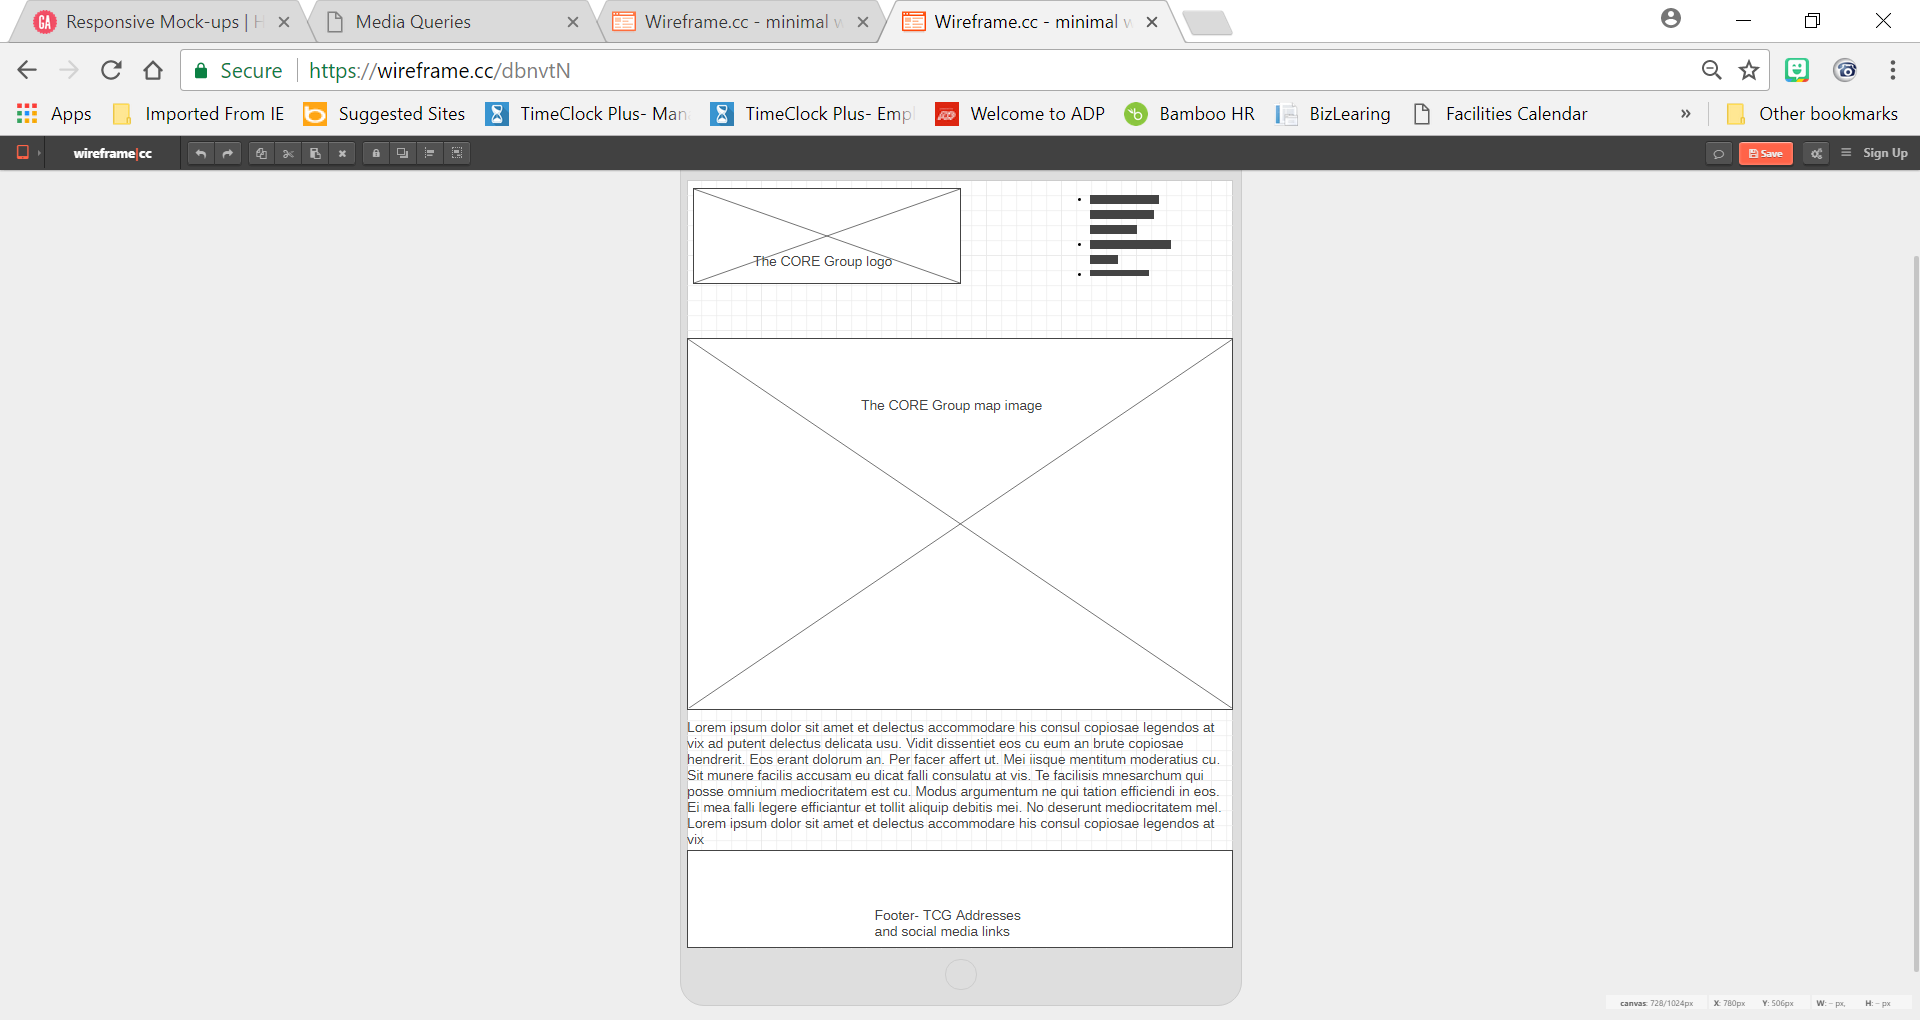 Responsive Mock-ups | H
Media Queries
Wireframe.cc - minimal w
Wireframe.cc - minimal w
Secure
https://wireframe.cc/dbnvtN
Apps
Imported From IE
Suggested Sites
TimeClock Plus- Man
TimeClock Plus- Empl
Welcome to ADP
Bamboo HR
BizLearing
Facilities Calendar
»
Other bookmarks
wireframe|cc
Save
Sign Up
The CORE Group logo
The CORE Group map image
Lorem ipsum dolor sit amet et delectus accommodare his consul copiosae legendos at
vix ad putent delectus delicata usu. Vidit dissentiet eos cu eum an brute copiosae
hendrerit. Eos erant dolorum an. Per facer affert ut. Mei iisque mentitum moderatius cu.
Sit munere facilis accusam eu dicat falli consulatu at vis. Te facilisis mnesarchum qui
posse omnium mediocritatem est cu. Modus argumentum ne qui tation efficiendi in eos.
Ei mea falli legere efficiantur et tollit aliquip debitis mei. No deserunt mediocritatem mel.
Lorem ipsum dolor sit amet et delectus accommodare his consul copiosae legendos at
vix
Footer- TCG Addresses
and social media links
canvas: 728/1024px X: 780px Y: 506px W: - px, H: - px